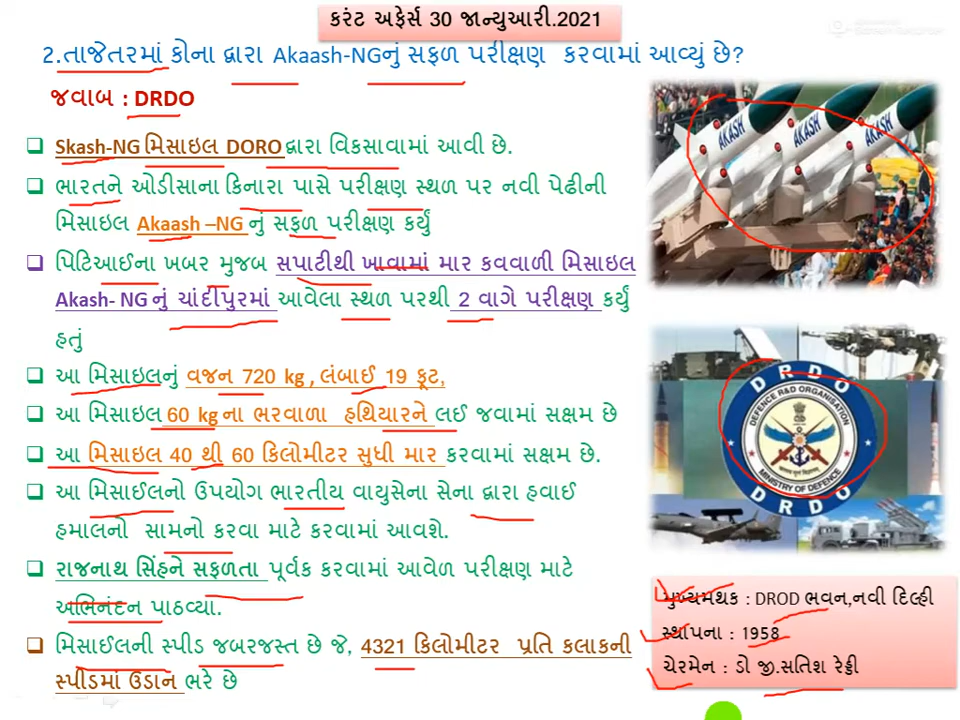 કરંટ અફેર્સ 30 જાન્યુઆરી.2021
2.તાજેતરમાં કોના દ્વારા Akaash-NGનું સફળ પરીક્ષણ કરવામાં આવ્યું છે?
જવાબ : DRDO
Skash-NG મિસાઇલ DORO દ્વારા વિકસાવામાં આવી છે.
ભારતને ઓડીસાના કિનારા પાસે પરીક્ષણ સ્થળ પર નવી પેઢીની
મિસાઇલ Akaash –NG નું સફળ પરીક્ષણ કર્યું
પિટિઆઈના ખબર મુજબ સપાટીથી ખાવામાં માર કવવાળી મિસાઇલ
Akash- NG નું ચાંદીપુરમાં આવેલા સ્થળ પરથી 2 વાગે પરીક્ષણ કર્યું
હતું
આ મિસાઇલનું વજન 720 kg , લંબાઈ 19 ફૂટ,
આ મિસાઇલ 60 kg ના ભરવાળા હથિયારને લઈ જવામાં સક્ષમ છે
આ મિસાઇલ 40 થી 60 કિલોમીટર સુધી માર કરવામાં સક્ષમ છે.
આ મિસાઈલનો ઉપયોગ ભારતીય વાયુસેના સેના દ્વારા હવાઈ
હમાલનો સામનો કરવા માટે કરવામાં આવશે.
રાજનાથ સિંહને સફળતા પૂર્વક કરવામાં આવેળ પરીક્ષણ માટે
અભિનંદન પાઠવ્યા.
મિસાઈલની સ્પીડ જબરજસ્ત છે જે, 4321 કિલોમીટર પ્રતિ કલાકની
સ્પીડમાં ઉડાન ભરે છે
AKASH
AKASH
AKASH
DRDO
DEFENCE R&D ORGANISATION
MINISTRY OF DEFENCE
DRDO
મુખ્યમથક : DROD ભવન,નવી દિલ્હી
સ્થાપના : 1958
ચેરમેન : ડો જી.સતિશ રેડ્ડી